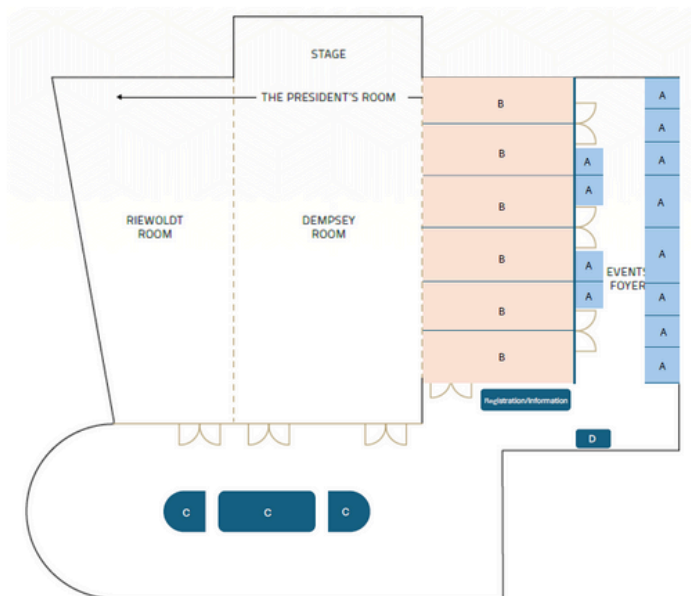 STAGE
THE PRESIDENT'S ROOM
B
A
A
B
A
A
A
B
A
RIEWOLDT
ROOM
DEMPSEY
ROOM
B
A
A
EVENTS
FOYER
A
A
B
A
B
A
Registration/Information
D
C
C
C